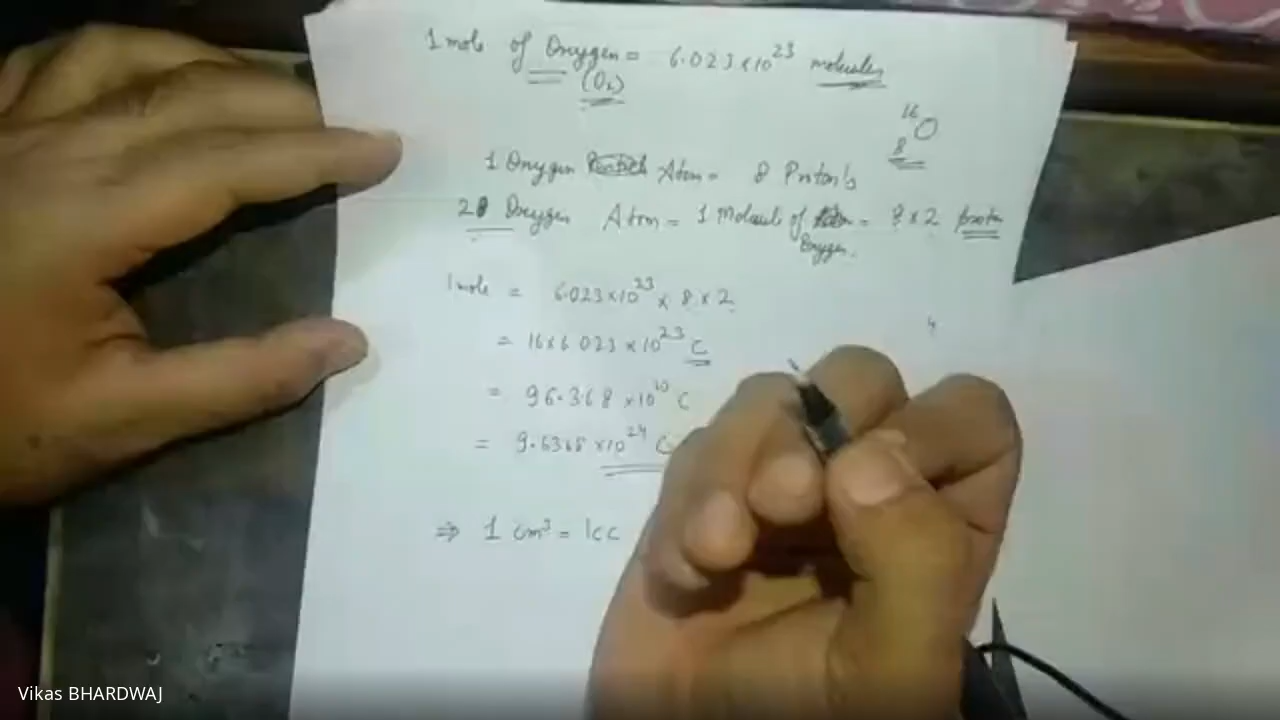 1 mole of Oxygen = 6.023 x 10^23 molecules
(O2)
16
8 O
1 Oxygen Atom = 8 Proton's
2 Oxygen Atom = 1 Molecule of = 8 x 2 proton
Oxygen.
1 mole = 6.023 x 10^23 x 8 x 2
= 16 x 6.023 x 10^23 C
= 96.368 x 10 C
= 9.6368 x 10^24 C
⇒ 1 cm³ = 1cc
Vikas BHARDWAJ